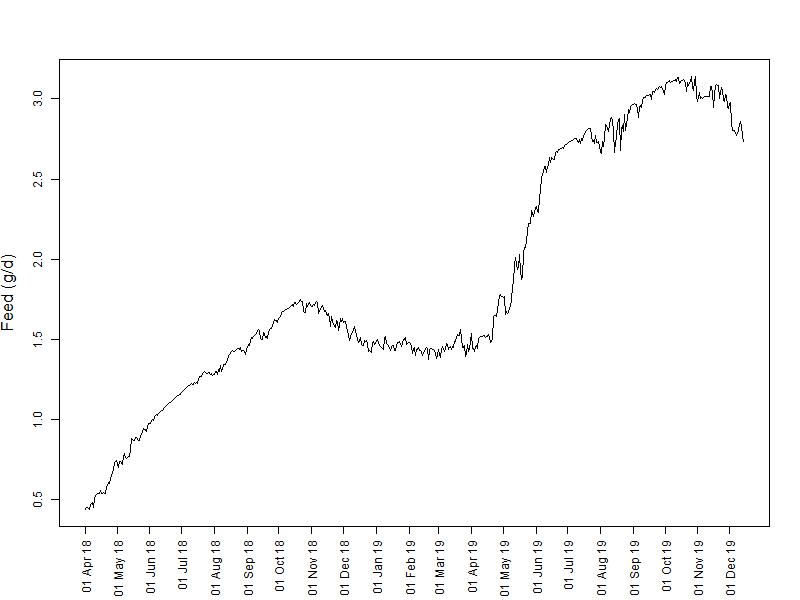 Feed (g/d)
3.0
2.5
2.0
1.5
1.0
0.5
01 Apr 18
01 May 18
01 Jun 18
01 Jul 18
01 Aug 18
01 Sep 18
01 Oct 18
01 Nov 18
01 Dec 18
01 Jan 19
01 Feb 19
01 Mar 19
01 Apr 19
01 May 19
01 Jun 19
01 Jul 19
01 Aug 19
01 Sep 19
01 Oct 19
01 Nov 19
01 Dec 19